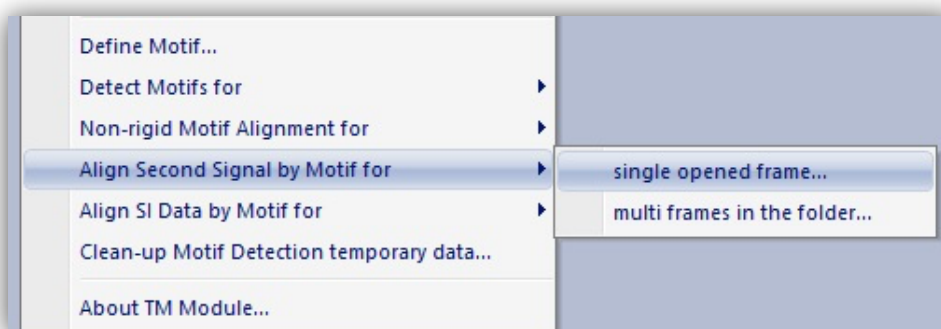 Define Motif...
Detect Motifs for
Non-rigid Motif Alignment for
Align Second Signal by Motif for
single opened frame...
Align SI Data by Motif for
multi frames in the folder...
Clean-up Motif Detection temporary data...
About TM Module...